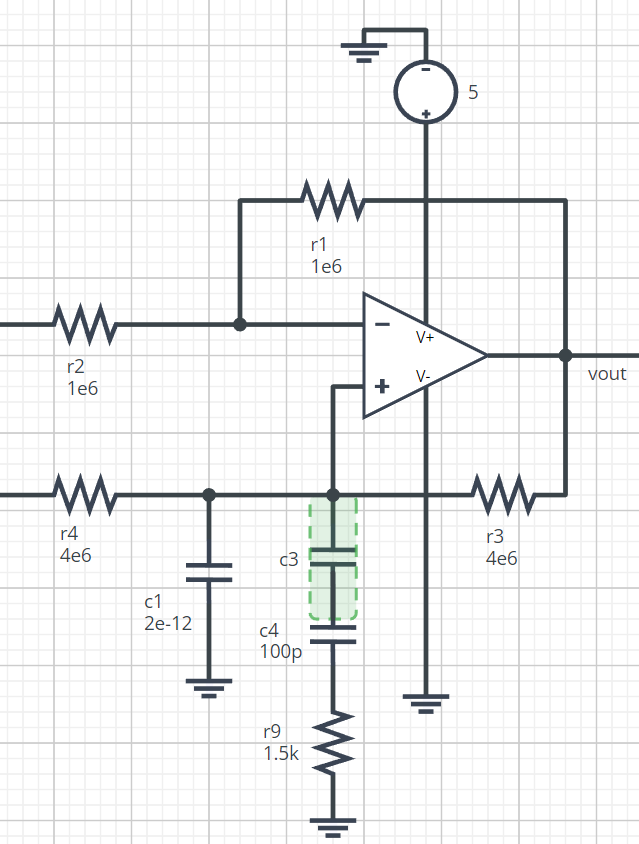 -
5
+
r1
1e6
−
V+
r2
1e6
V-
+
vout
r4
4e6
r3
4e6
c3
c1
2e-12
c4
100p
r9
1.5k